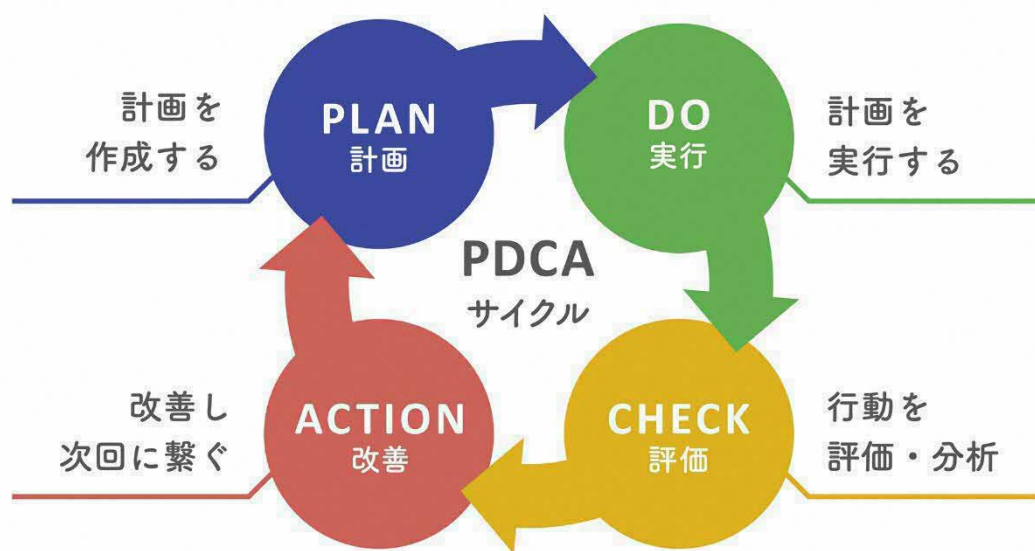 計画を
作成する
PLAN
計画
DO
実行
計画を
実行する
PDCA
サイクル
改善し
次回に繋ぐ
ACTION
改善
CHECK
評価
行動を
評価・分析